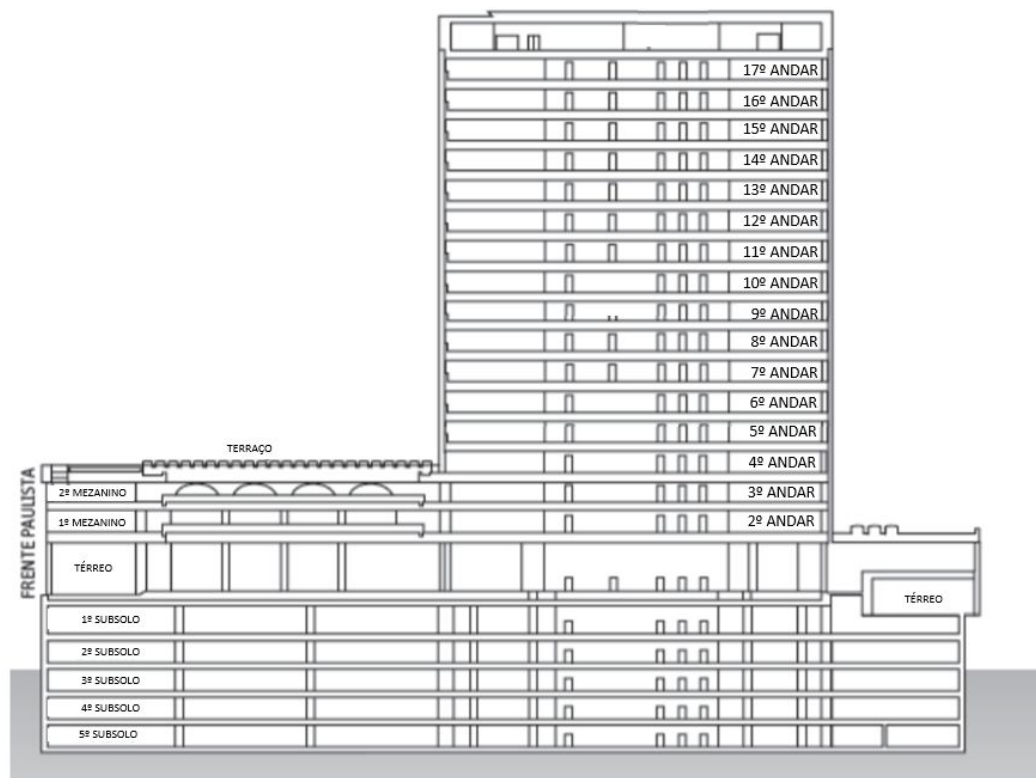 17º ANDAR
16º ANDAR
15º ANDAR
14º ANDAR
13º ANDAR
12º ANDAR
11º ANDAR
10º ANDAR
9º ANDAR
8º ANDAR
7º ANDAR
6º ANDAR
5º ANDAR
TERRAÇO
4º ANDAR
FRENTE PAULISTA
2º MEZANINO
3º ANDAR
1º MEZANINO
2º ANDAR
TÉRREO
TÉRREO
1º SUBSOLO
2º SUBSOLO
3º SUBSOLO
4º SUBSOLO
5º SUBSOLO